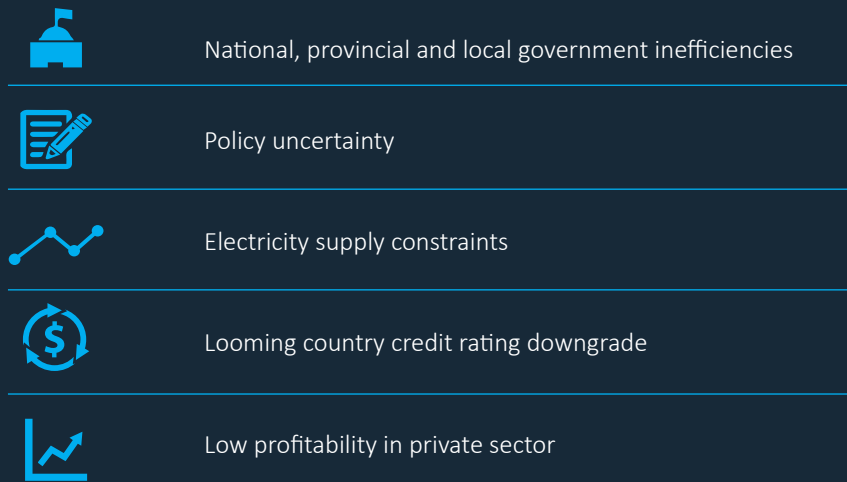 National, provincial and local government inefficiencies
Policy uncertainty
Electricity supply constraints
$
Looming country credit rating downgrade
Low profitability in private sector